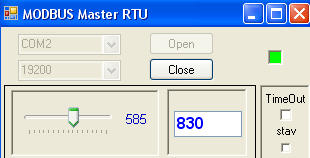 MODBUS Master RTU
COM2
Open
19200
Close
585
830
TimeOut
stav